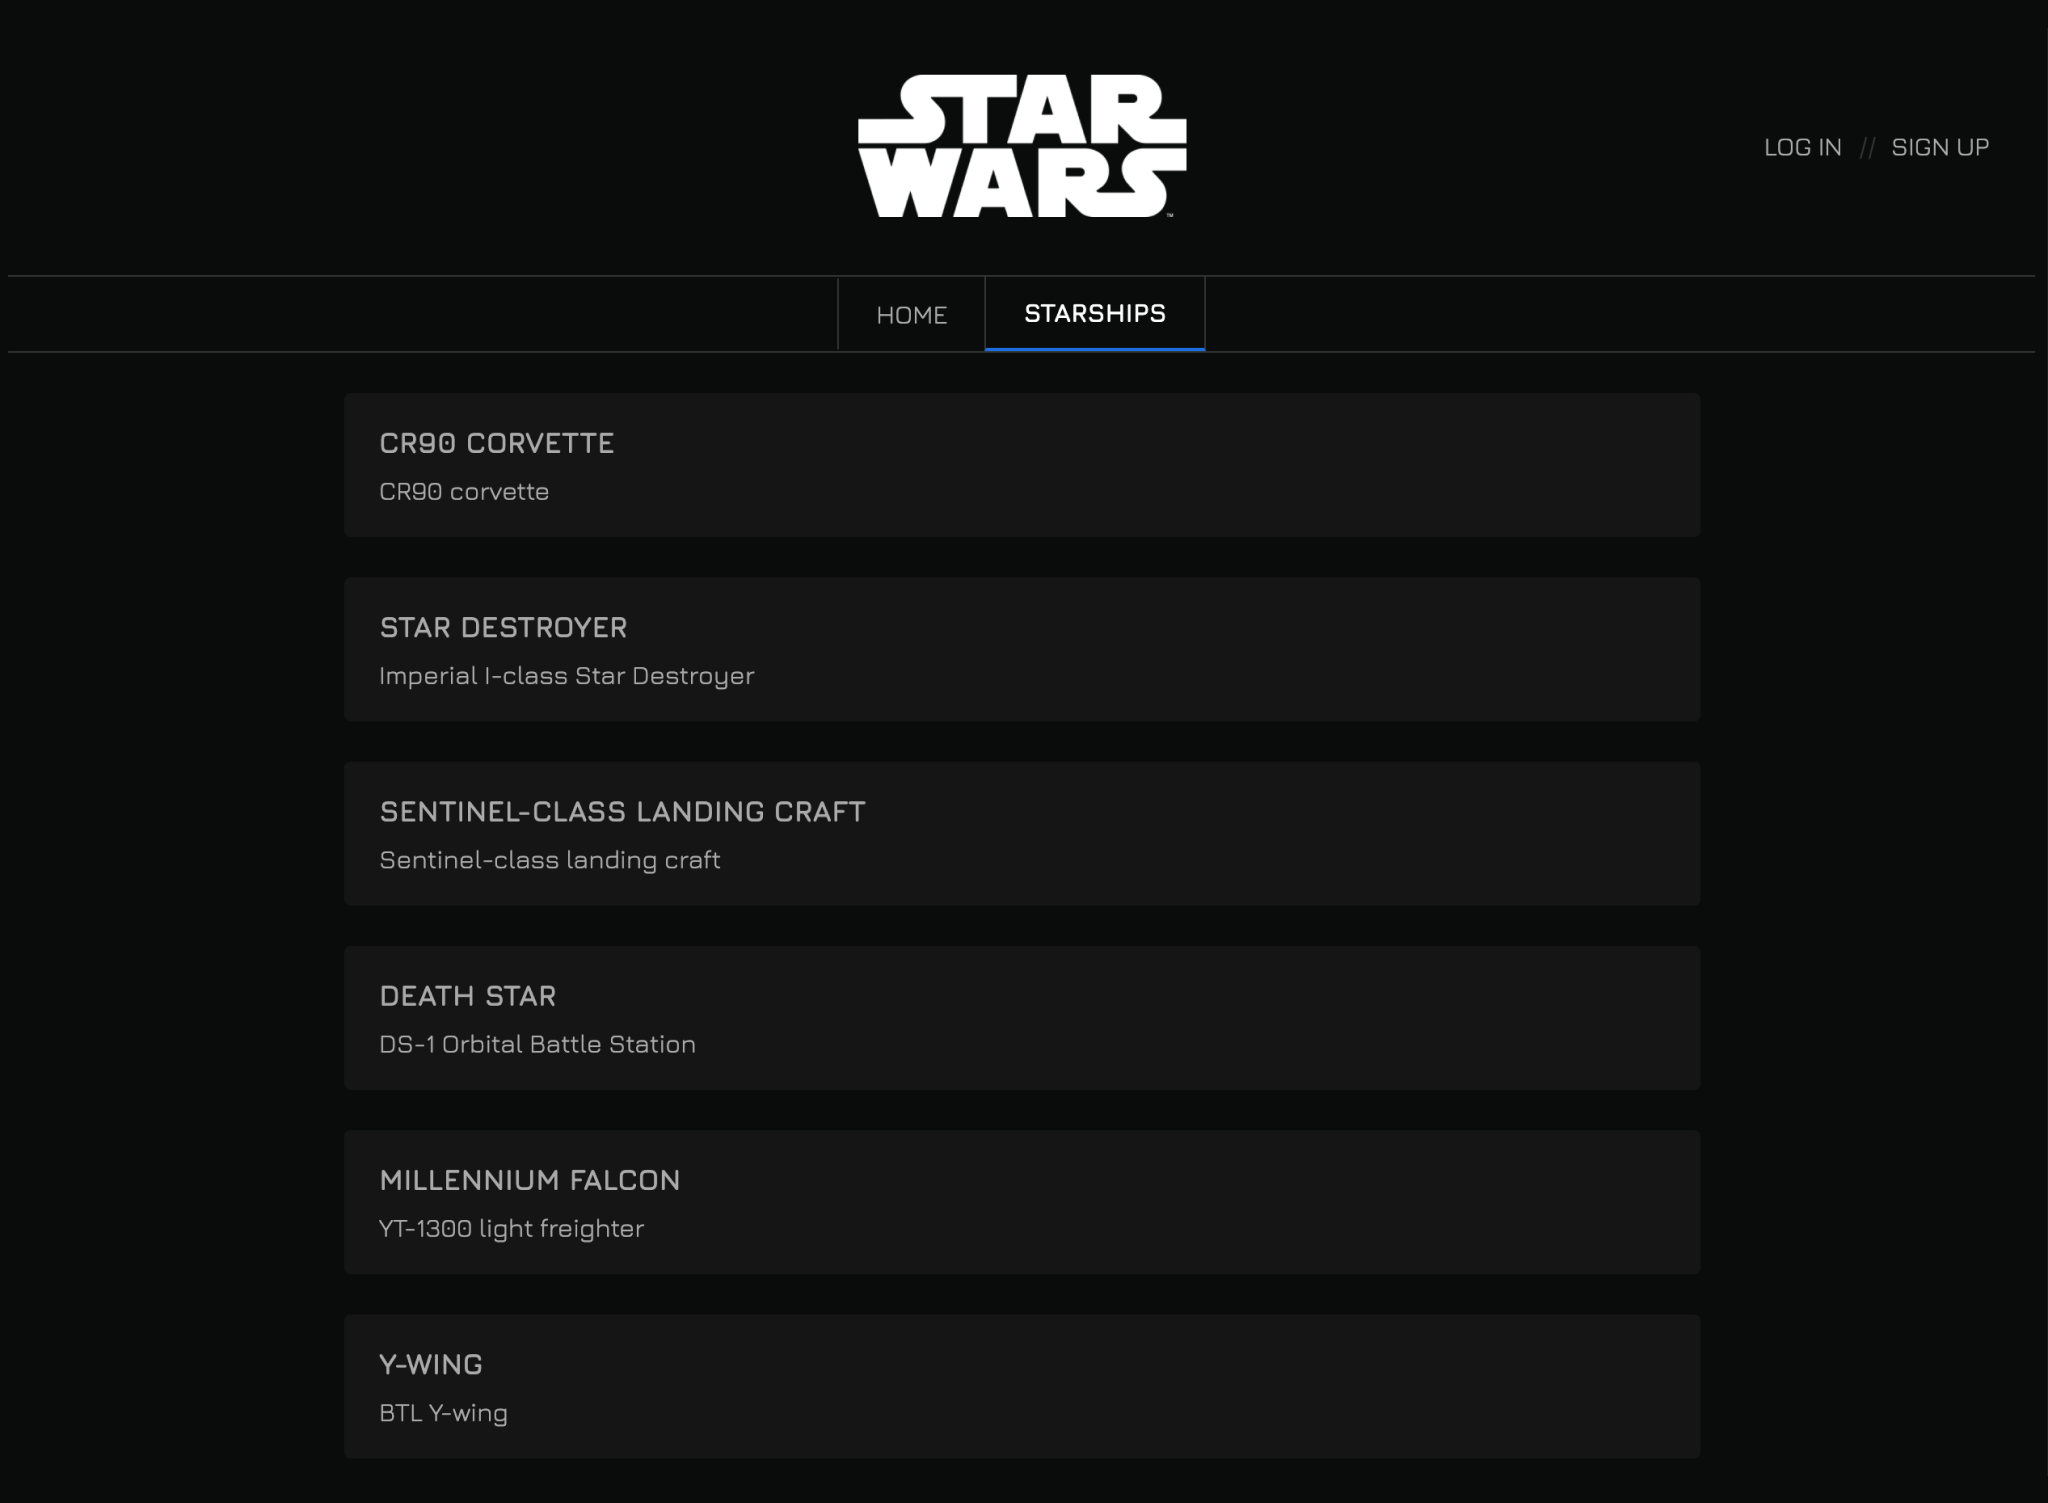 STAR
WARS
™
LOG IN // SIGN UP
HOME
STARSHIPS
CR90 CORVETTE
CR90 corvette
STAR DESTROYER
Imperial I-class Star Destroyer
SENTINEL-CLASS LANDING CRAFT
Sentinel-class landing craft
DEATH STAR
DS-1 Orbital Battle Station
MILLENNIUM FALCON
YT-1300 light freighter
Y-WING
BTL Y-wing